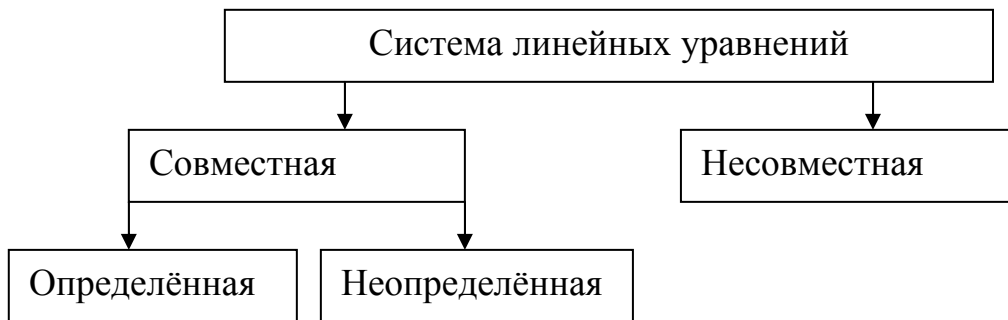 Система линейных уравнений
Совместная
Несовместная
Определённая
Неопределённая